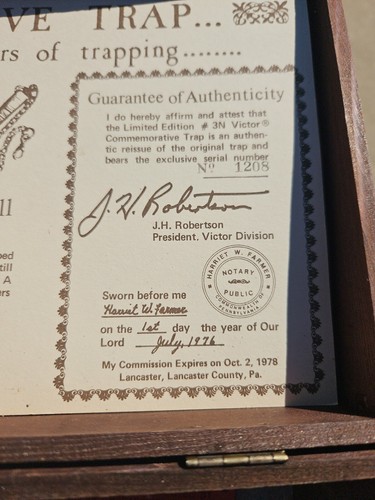 VE TRAP...
rs of trapping........
Guarantee of Authenticity
I do hereby affirm and attest that
the Limited Edition # 3N Victor®
Commemorative Trap is an authen-
tic reissue of the original trap and
bears the exclusive serial number
No 1208
J. H. Robertson
J.H. Robertson
President, Victor Division
HARRIET W. FARMER
NOTARY
PUBLIC
COMMONWEALTH OF PENNSYLVANIA
Sworn before me
Harriet W. Farmer
on the 1st day the year of Our
Lord July, 1976
My Commission Expires on Oct. 2, 1978
Lancaster, Lancaster County, Pa.
ll
ped
till
A
ers